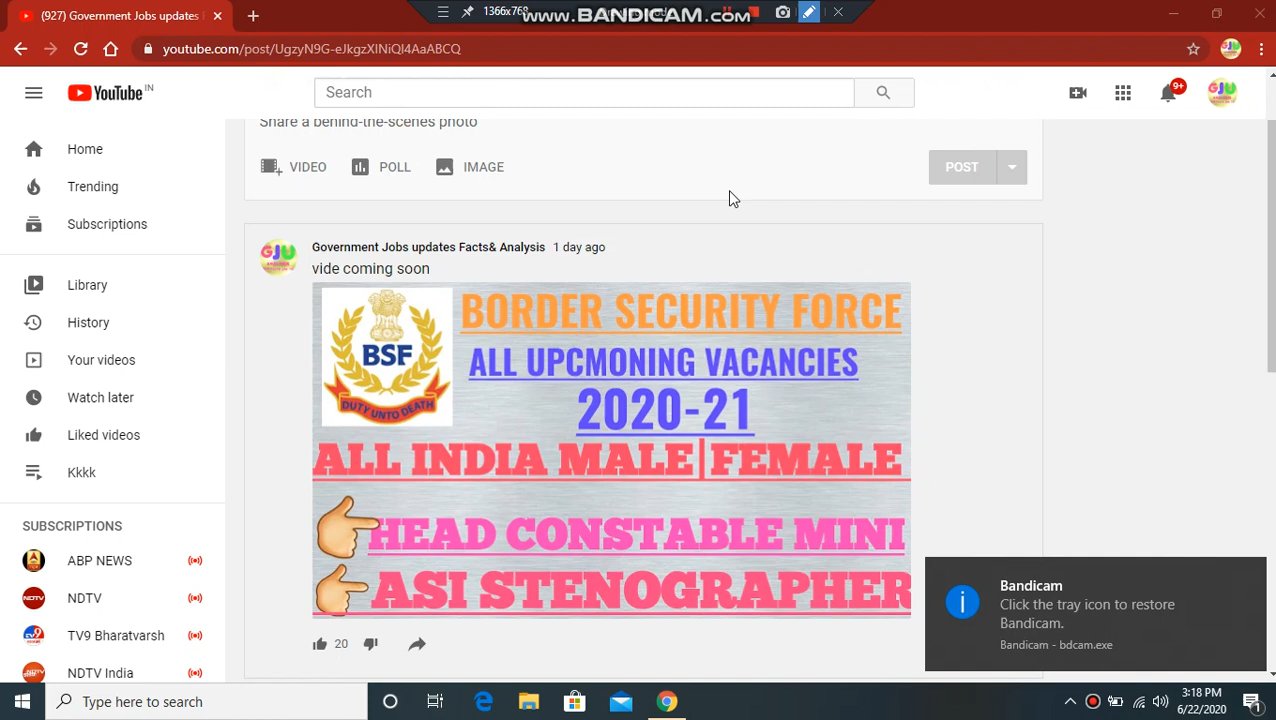 (927) Government Jobs updates
1366x768
www.BANDICAM.com
youtube.com/post/UgzyN9G-eJkgzXINiQI4AaABCQ
YouTube IN
Search
9+
GJU
Home
Trending
Subscriptions
Library
History
Your videos
Watch later
Liked videos
Kkkk
SUBSCRIPTIONS
ABP NEWS
NDTV
TV9 Bharatvarsh
NDTV India
Share a behind-the-scenes photo
VIDEO POLL IMAGE
POST
GJU
Government Jobs updates Facts& Analysis 1 day ago
vide coming soon
BSF
DUTY UNTO DEATH
BORDER SECURITY FORCE
ALL UPCMONING VACANCIES
2020-21
ALL INDIA MALE|FEMALE
HEAD CONSTABLE MINI
ASI STENOGRAPHER
20
Bandicam
Click the tray icon to restore
Bandicam.
Bandicam - bdcam.exe
Type here to search
3:18 PM
6/22/2020
1